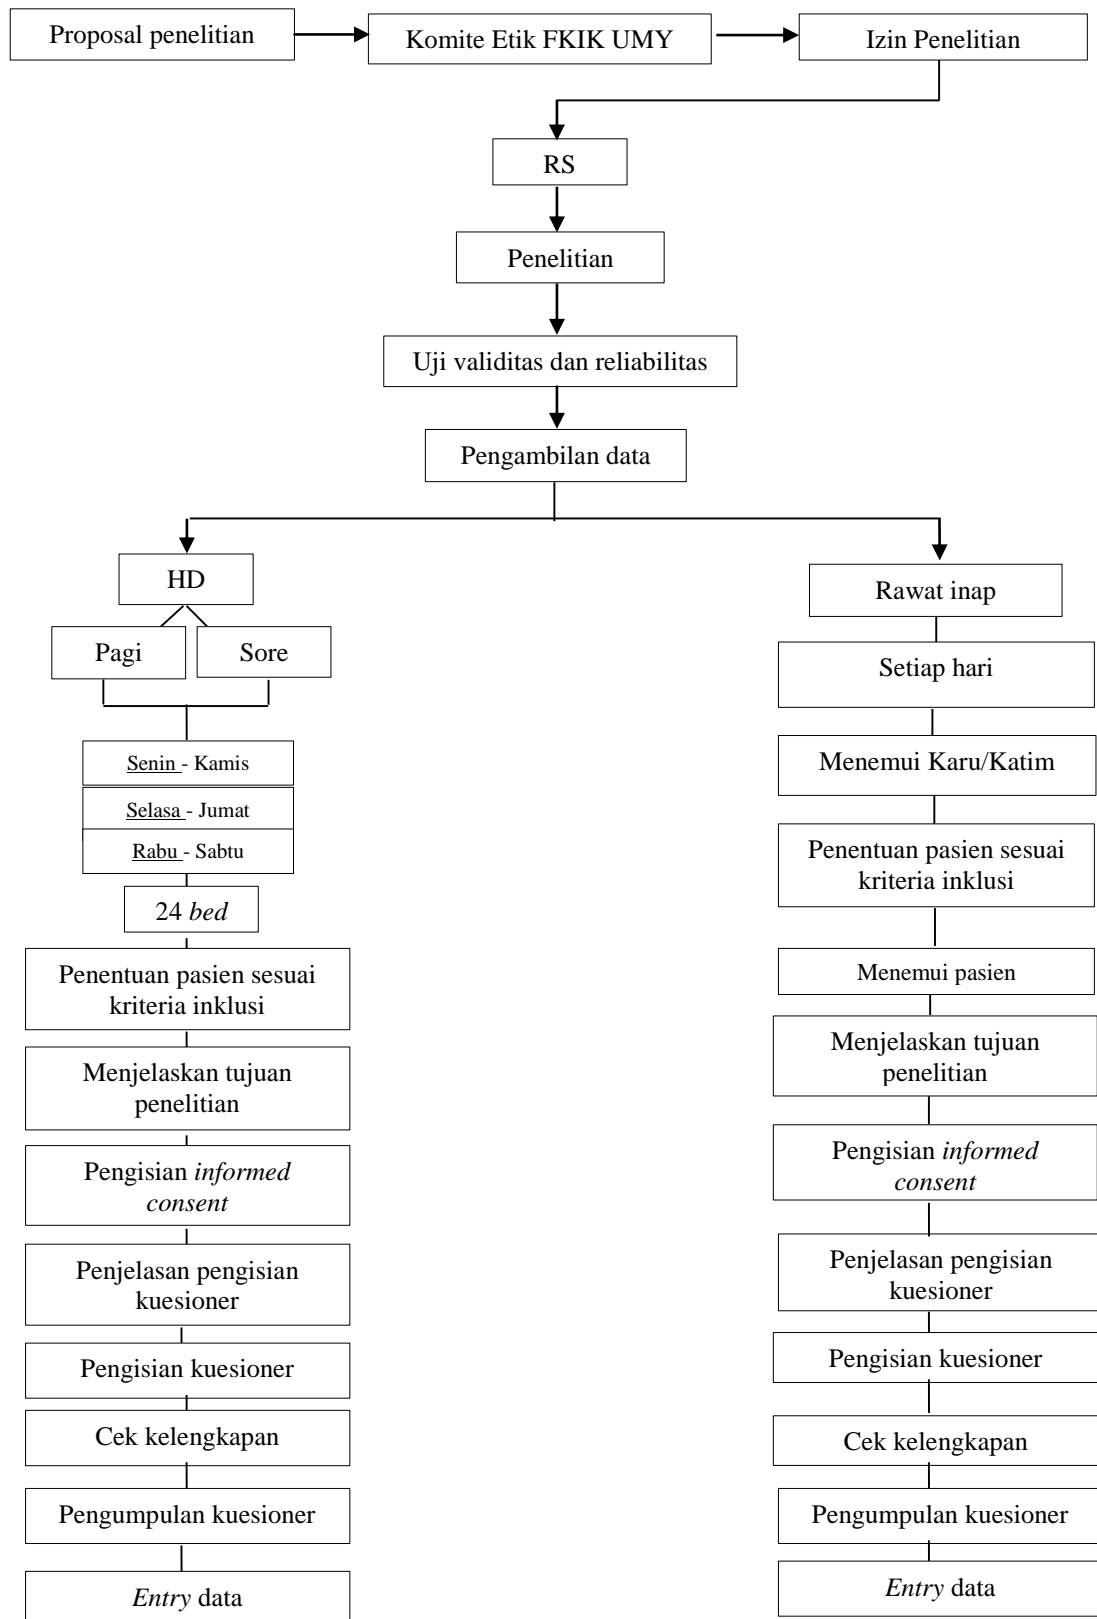 Proposal penelitian
Komite Etik FKIK UMY
Izin Penelitian
RS
Penelitian
Uji validitas dan reliabilitas
Pengambilan data
HD
Pagi
Sore
Senin - Kamis
Selasa - Jumat
Rabu - Sabtu
24 bed
Penentuan pasien sesuai
kriteria inklusi
Menjelaskan tujuan
penelitian
Pengisian informed
consent
Penjelasan pengisian
kuesioner
Pengisian kuesioner
Cek kelengkapan
Pengumpulan kuesioner
Entry data
Rawat inap
Setiap hari
Menemui Karu/Katim
Penentuan pasien sesuai
kriteria inklusi
Menemui pasien
Menjelaskan tujuan
penelitian
Pengisian informed
consent
Penjelasan pengisian
kuesioner
Pengisian kuesioner
Cek kelengkapan
Pengumpulan kuesioner
Entry data